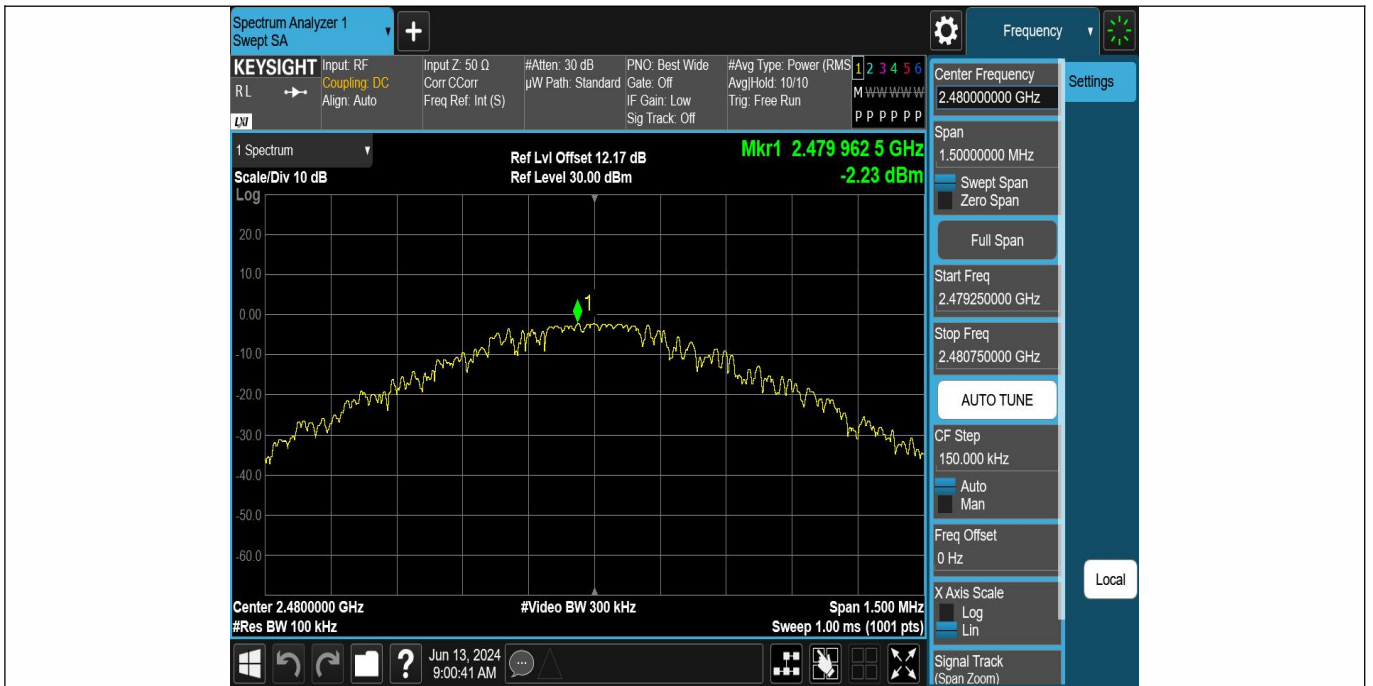 Spectrum Analyzer 1
Swept SA
+
Frequency
KEYSIGHT
RL
LXI
Input: RF
Coupling: DC
Align: Auto
Input Z: 50 Ω
Corr CCorr
Freq Ref: Int (S)
#Atten: 30 dB
µW Path: Standard
PNO: Best Wide
Gate: Off
IF Gain: Low
Sig Track: Off
#Avg Type: Power (RMS
Avg|Hold: 10/10
Trig: Free Run
1 2 3 4 5 6
M W W W W W
P P P P P P
1 Spectrum
Scale/Div 10 dB
Log
Ref Lvl Offset 12.17 dB
Ref Level 30.00 dBm
Mkr1 2.479 962 5 GHz
-2.23 dBm
20.0
10.0
0.00
-10.0
-20.0
-30.0
-40.0
-50.0
-60.0
1
Center 2.4800000 GHz
#Res BW 100 kHz
#Video BW 300 kHz
Span 1.500 MHz
Sweep 1.00 ms (1001 pts)
Center Frequency
2.480000000 GHz
Settings
Span
1.50000000 MHz
Swept Span
Zero Span
Full Span
Start Freq
2.479250000 GHz
Stop Freq
2.480750000 GHz
AUTO TUNE
CF Step
150.000 kHz
Auto
Man
Freq Offset
0 Hz
Local
X Axis Scale
Log
Lin
Signal Track
(Span Zoom)
?
Jun 13, 2024
9:00:41 AM